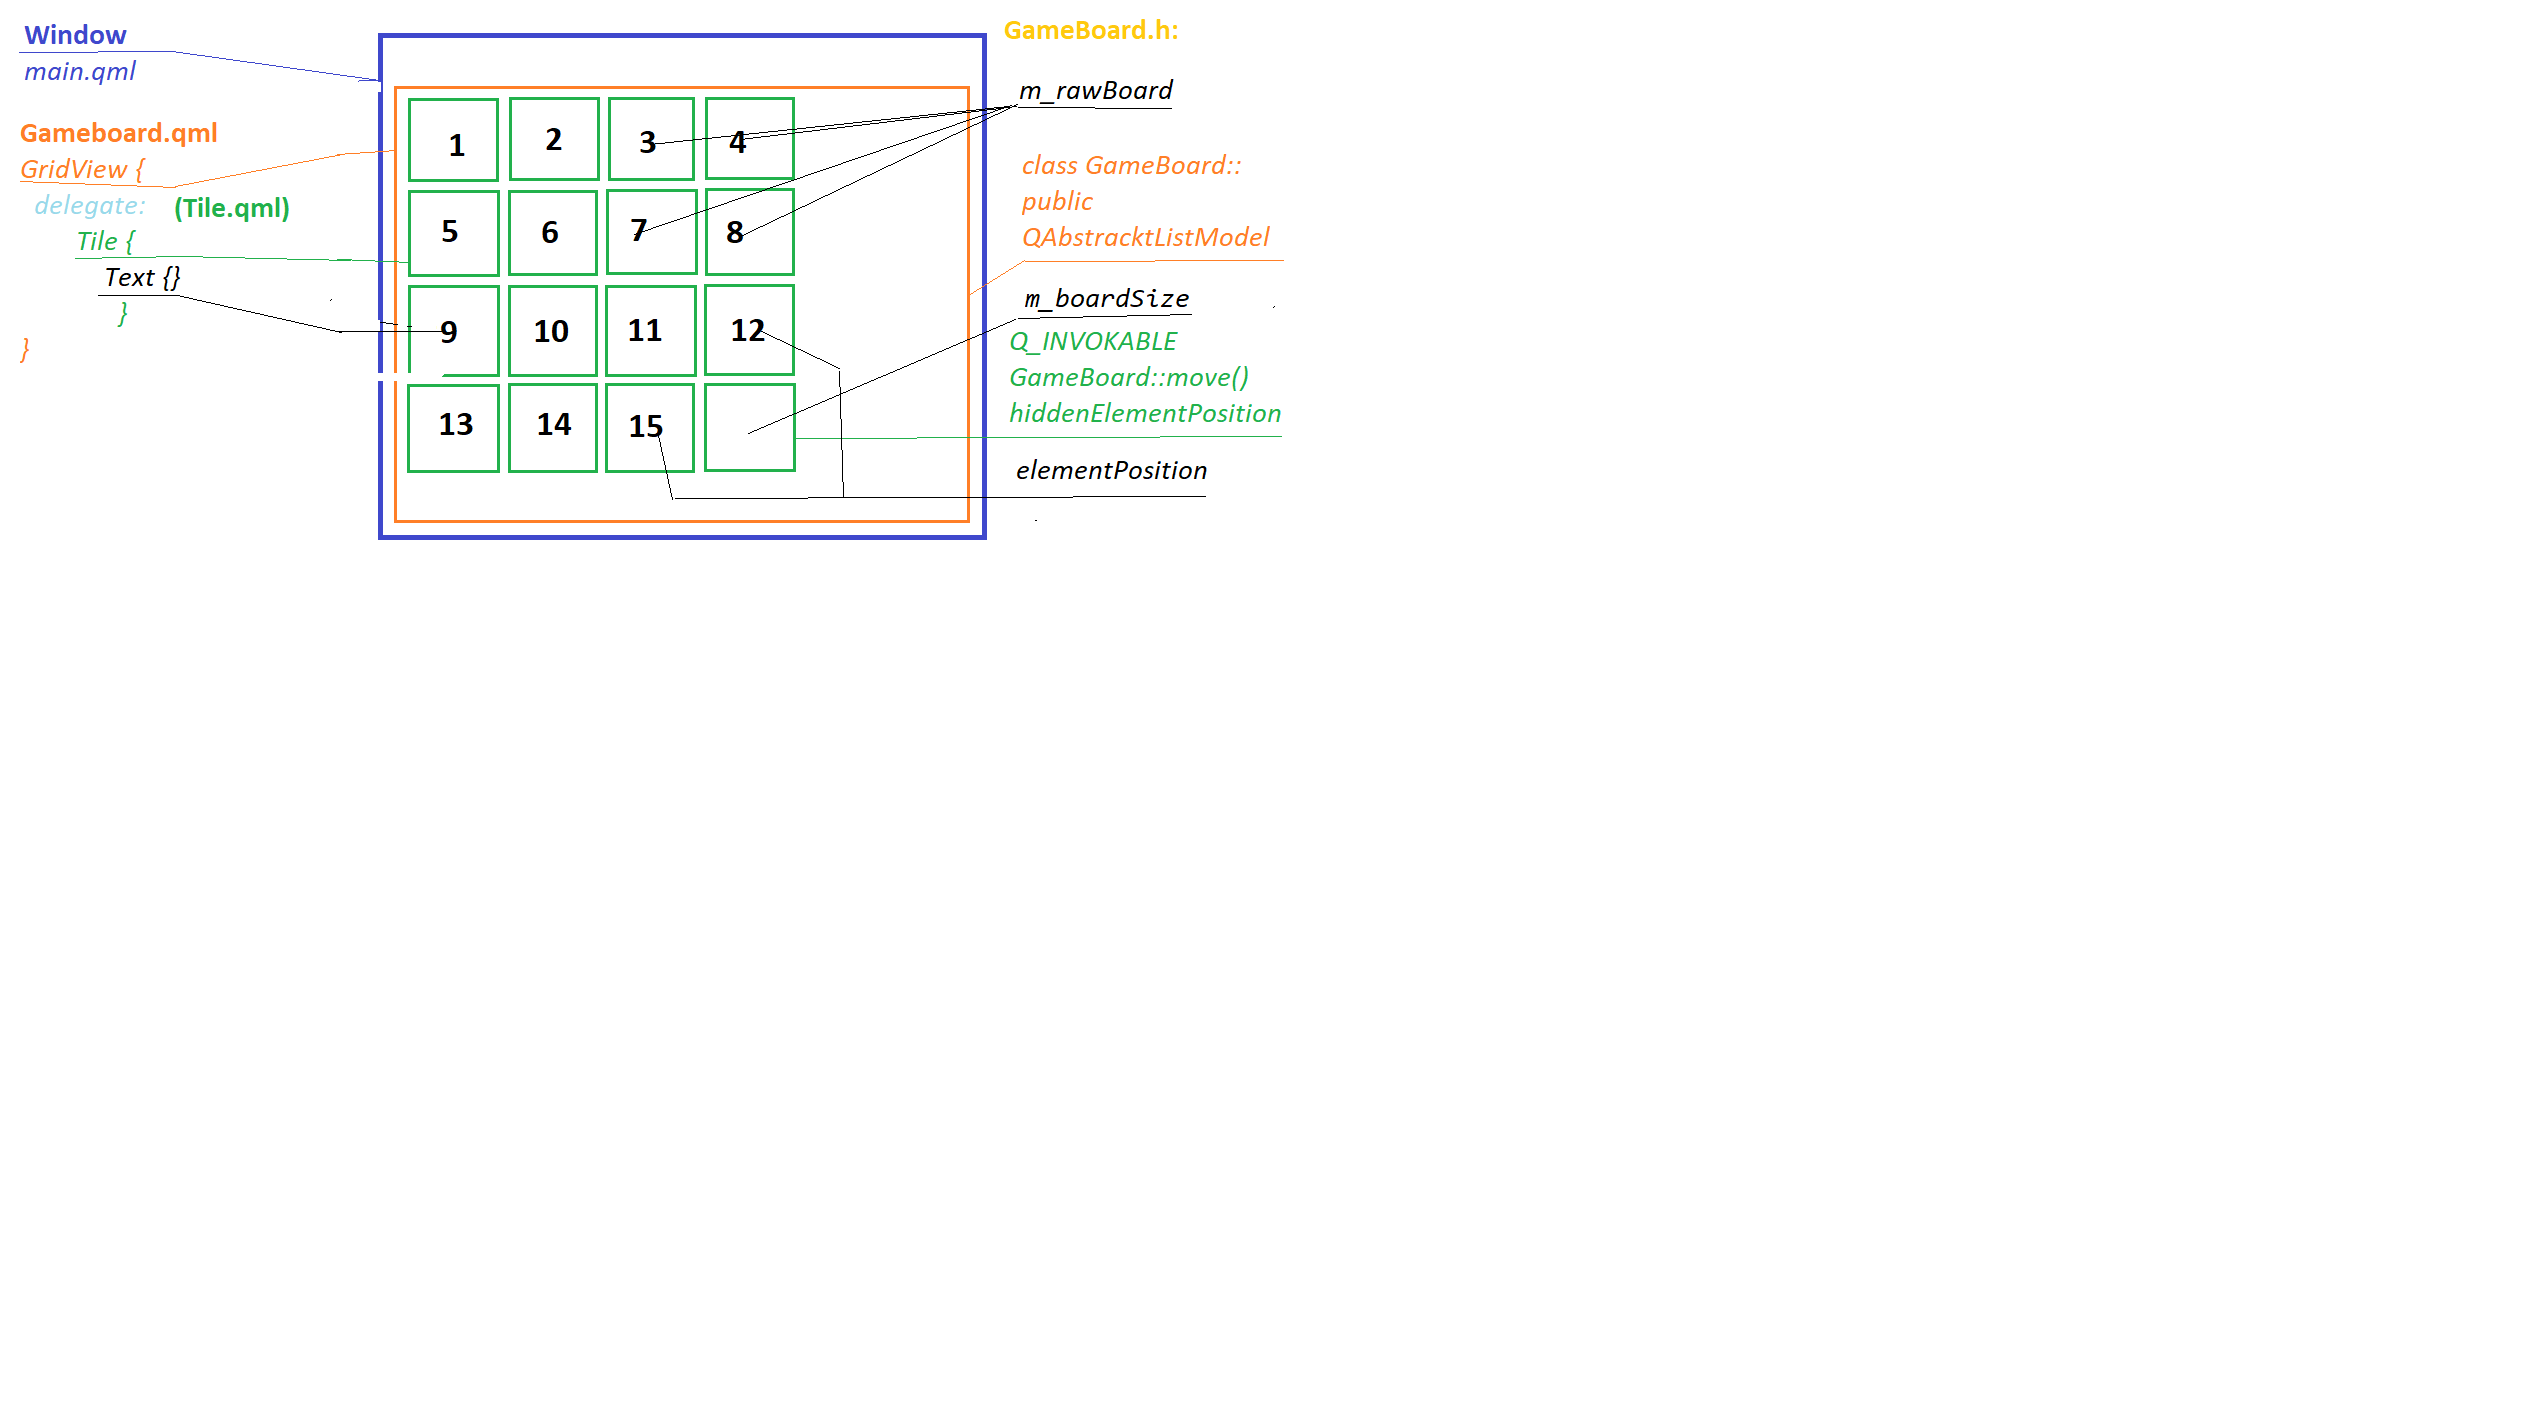 Window
main.qml
Gameboard.qml
GridView {
delegate: (Tile.qml)
Tile {
Text {}
}
}
1 2 3 4
5 6 7 8
9 10 11 12
13 14 15
GameBoard.h:
m_rawBoard
class GameBoard::
public
QAbstracktListModel
m_boardSize
Q_INVOKABLE
GameBoard::move()
hiddenElementPosition
elementPosition